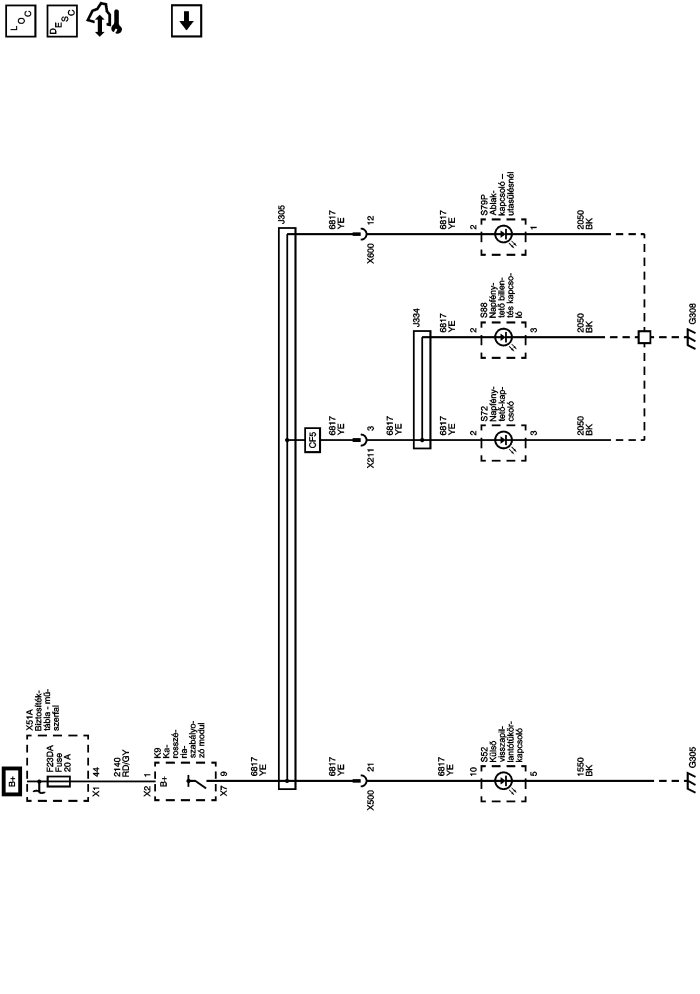 LOC
DESC
B+
X51A
Biztosíték-
tábla - mű-
szerfal
F23DA
Fuse
20 A
X1
44
2140
RD/GY
X2
1
K9
Ka-
rosszé-
ria-
szabályo-
zó modul
B+
X7
9
6817
YE
J305
6817
YE
X500
21
6817
YE
10
S52
Külső
visszapil-
lantótükör-
kapcsoló
5
1550
BK
G305
CF5
6817
YE
X211
3
6817
YE
J334
6817
YE
2
S72
Napfény-
tető-kap-
csoló
3
2050
BK
6817
YE
2
S88
Napfény-
tető billen-
tés kapcso-
ló
3
2050
BK
G308
6817
YE
X600
12
6817
YE
2
S79P
Ablak-
kapcsoló –
utasülésnél
1
2050
BK